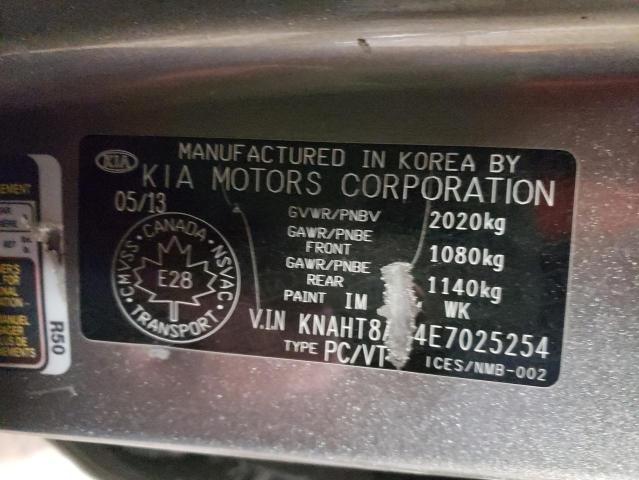 KIA
MANUFACTURED IN KOREA BY
KIA MOTORS CORPORATION
05/13
GVWR/PNBV 2020kg
GAWR/PNBE FRONT 1080kg
GAWR/PNBE REAR 1140kg
PAINT IM WK
V.I.N KNAHT8 4E7025254
TYPE PC/VT
ICES/NMB-002
CMVSS · CANADA · NSVAC · TRANSPORT
E28
R50